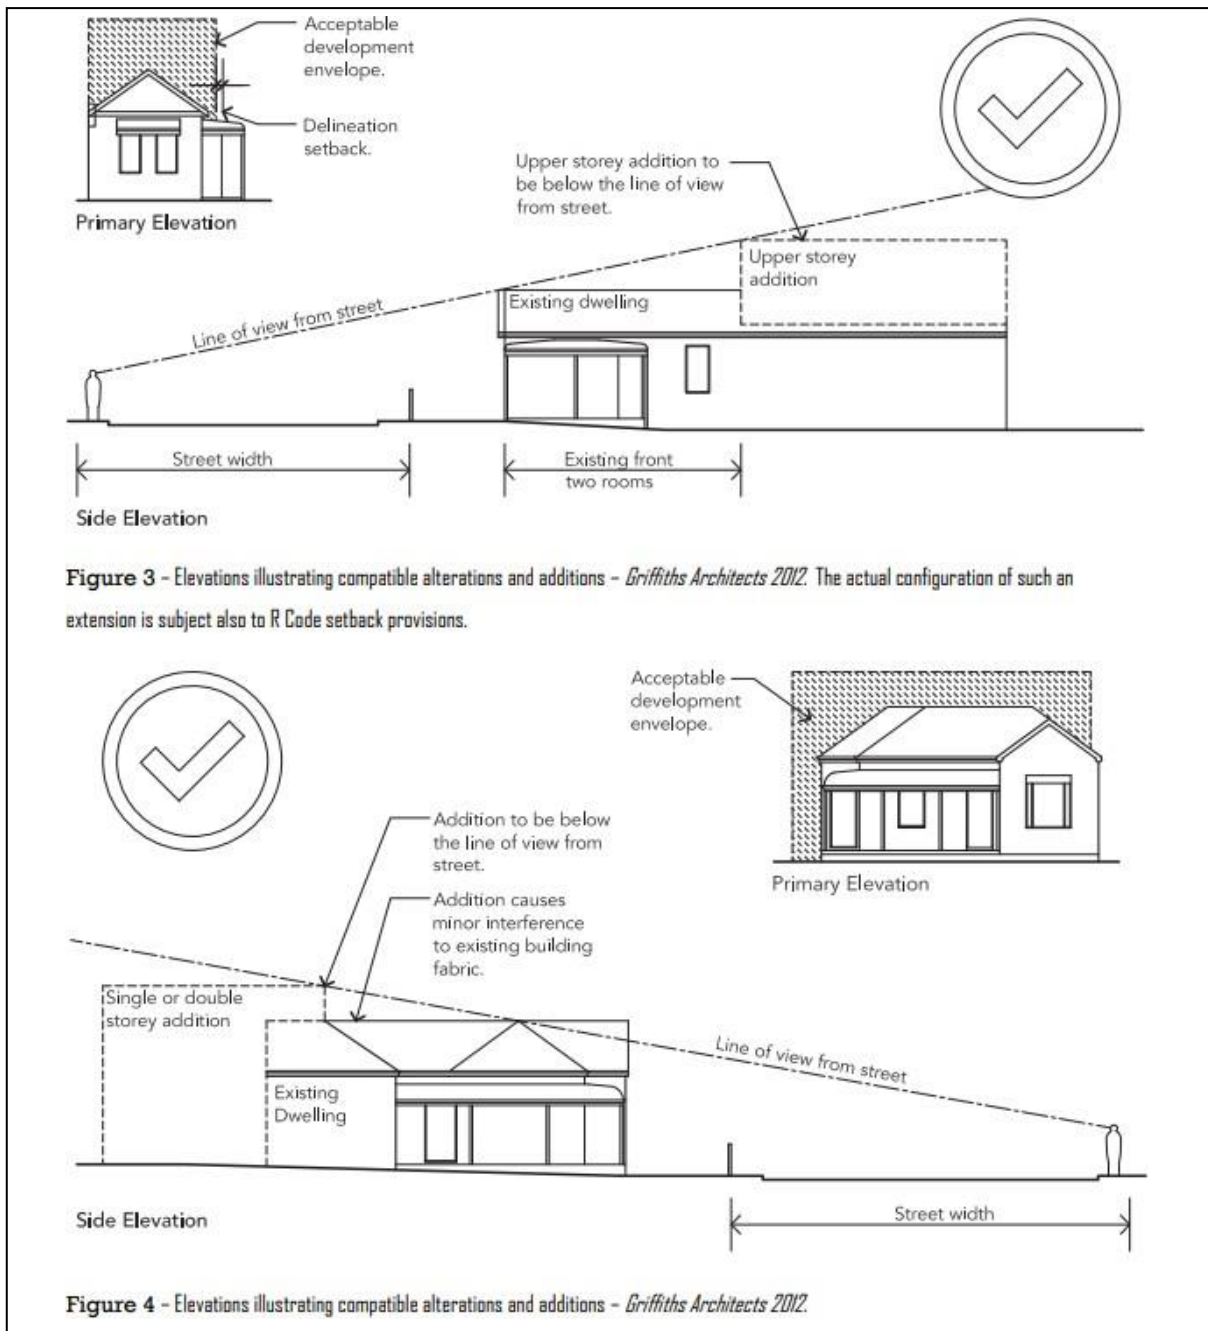 Acceptable
development
envelope.
Delineation
setback.
Primary Elevation
Upper storey addition to
be below the line of view
from street.
Upper storey
addition
Existing dwelling
Line of view from street
Street width
Existing front
two rooms
Side Elevation
Figure 3 – Elevations illustrating compatible alterations and additions – Griffiths Architects 2012. The actual configuration of such an
extension is subject also to R Code setback provisions.
Acceptable
development
envelope.
Primary Elevation
Addition to be below
the line of view from
street.
Addition causes
minor interference
to existing building
fabric.
Single or double
storey addition
Existing
Dwelling
Line of view from street
Side Elevation
Street width
Figure 4 – Elevations illustrating compatible alterations and additions – Griffiths Architects 2012.